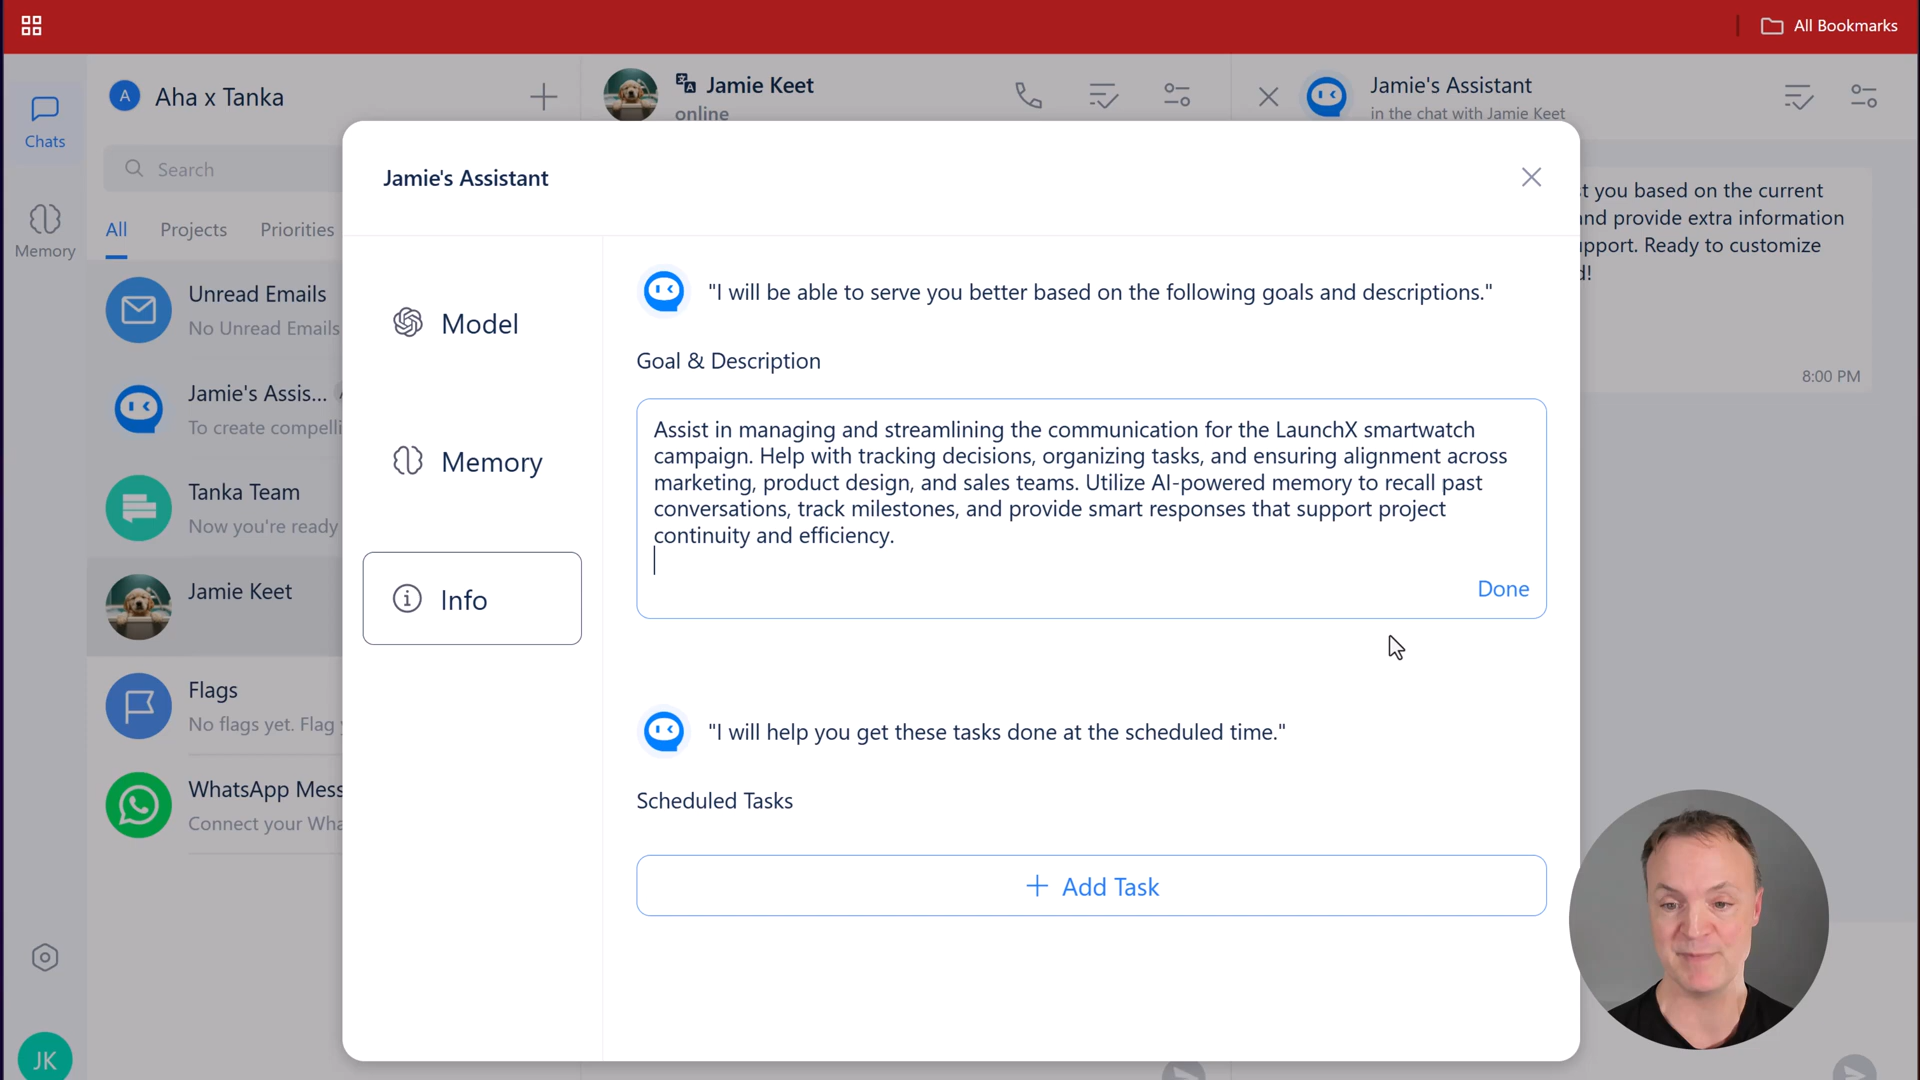 All Bookmarks
A
Aha x Tanka
Jamie Keet
online
Jamie's Assistant
in the chat with Jamie Keet
Chats
Search
Memory
All
Projects
Priorities
Unread Emails
No Unread Emails
Jamie's Assis...
To create compelli
Tanka Team
Now you're ready
Jamie Keet
Flags
No flags yet. Flag
WhatsApp Mess
Connect your Wha
JK
Jamie's Assistant
Model
Memory
Info
"I will be able to serve you better based on the following goals and descriptions."
Goal & Description
Assist in managing and streamlining the communication for the LaunchX smartwatch
campaign. Help with tracking decisions, organizing tasks, and ensuring alignment across
marketing, product design, and sales teams. Utilize AI-powered memory to recall past
conversations, track milestones, and provide smart responses that support project
continuity and efficiency.
Done
"I will help you get these tasks done at the scheduled time."
Scheduled Tasks
+ Add Task
t you based on the current
nd provide extra information
pport. Ready to customize
d!
8:00 PM